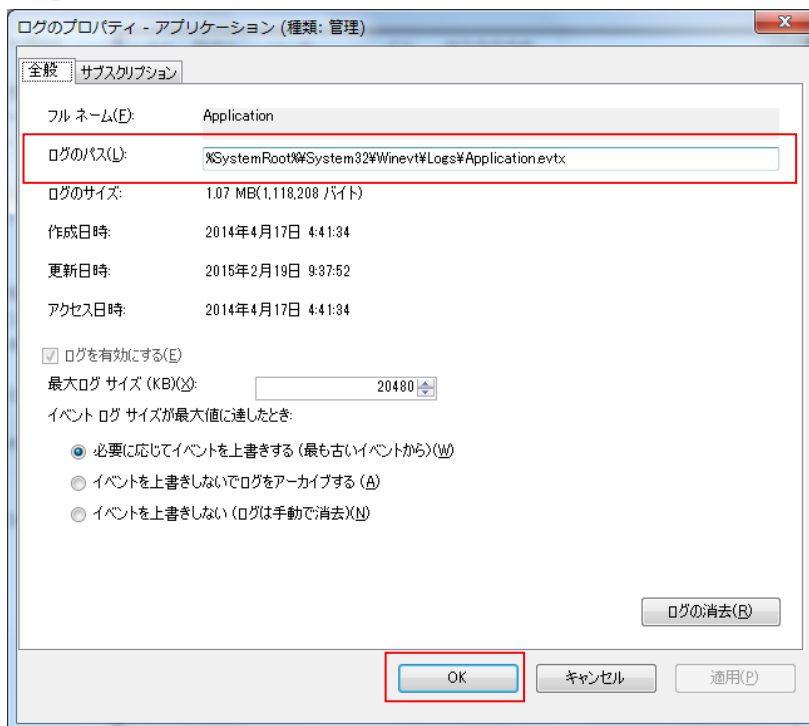 ログのプロパティ - アプリケーション (種類: 管理)
全般 サブスクリプション
フル ネーム(F): Application
ログのパス(L): %SystemRoot%¥System32¥Winevt¥Logs¥Application.evtx
ログのサイズ: 1.07 MB(1,118,208 バイト)
作成日時: 2014年4月17日 4:41:34
更新日時: 2015年2月19日 9:37:52
アクセス日時: 2014年4月17日 4:41:34
ログを有効にする(E)
最大ログ サイズ (KB)(X): 20480
イベント ログ サイズが最大値に達したとき:
必要に応じてイベントを上書きする (最も古いイベントから)(W)
イベントを上書きしないでログをアーカイブする (A)
イベントを上書きしない (ログは手動で消去)(N)
ログの消去(R)
OK キャンセル 適用(P)